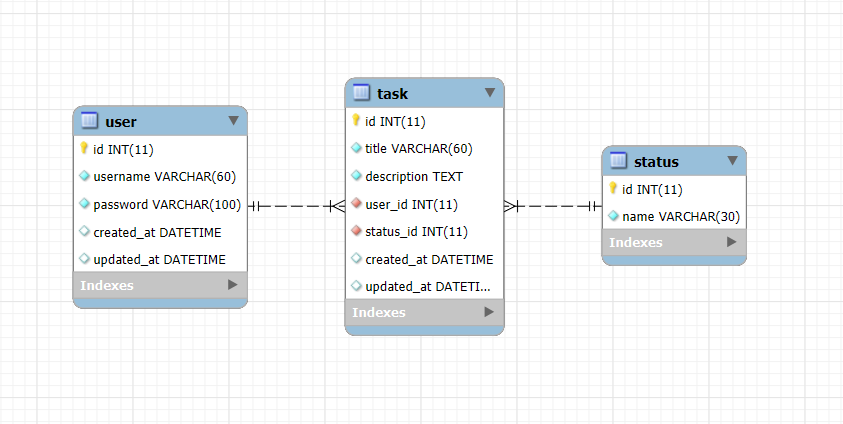 user
id INT(11)
username VARCHAR(60)
password VARCHAR(100)
created_at DATETIME
updated_at DATETIME
Indexes
task
id INT(11)
title VARCHAR(60)
description TEXT
user_id INT(11)
status_id INT(11)
created_at DATETIME
updated_at DATETI...
Indexes
status
id INT(11)
name VARCHAR(30)
Indexes